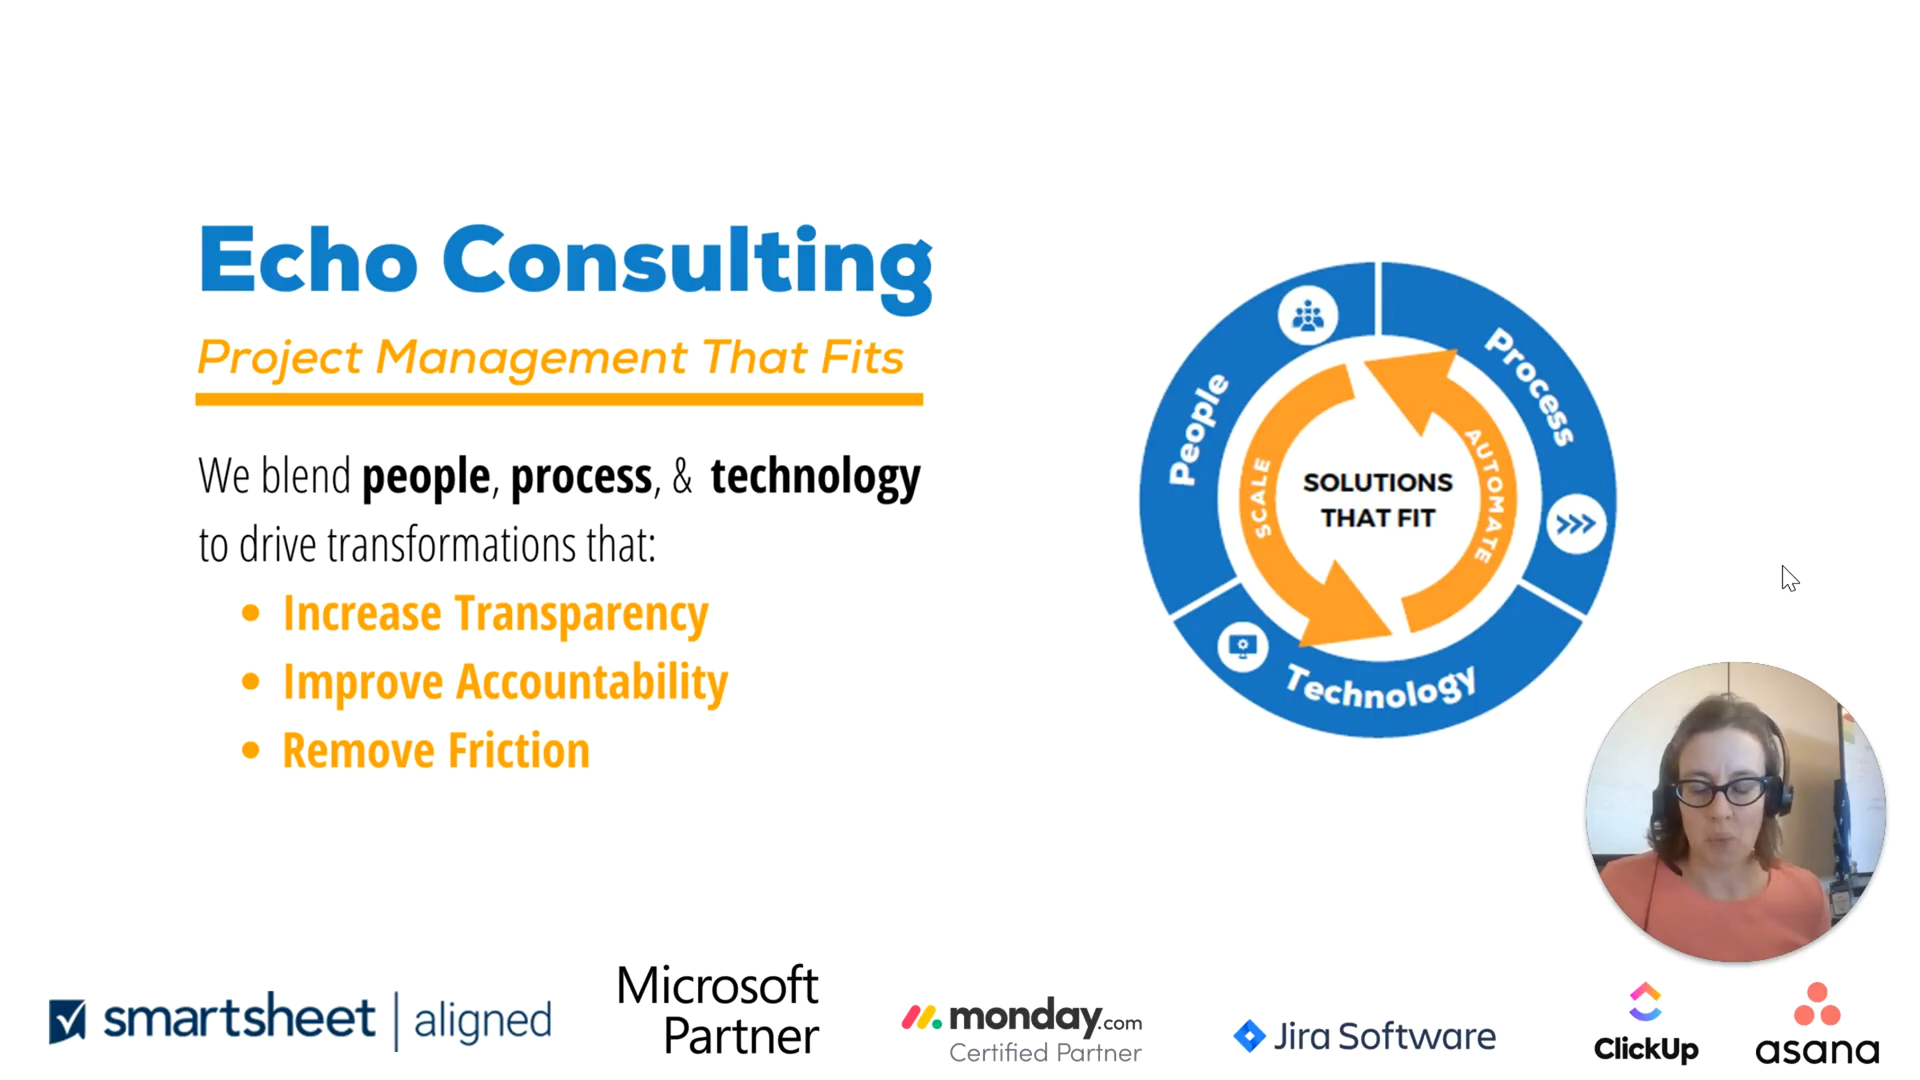 Echo Consulting
Project Management That Fits
We blend people, process, & technology
to drive transformations that:
• Increase Transparency
• Improve Accountability
• Remove Friction
People
Process
Technology
SCALE
AUTOMATE
SOLUTIONS
THAT FIT
smartsheet | aligned
Microsoft
Partner
monday.com
Certified Partner
Jira Software
ClickUp
asana